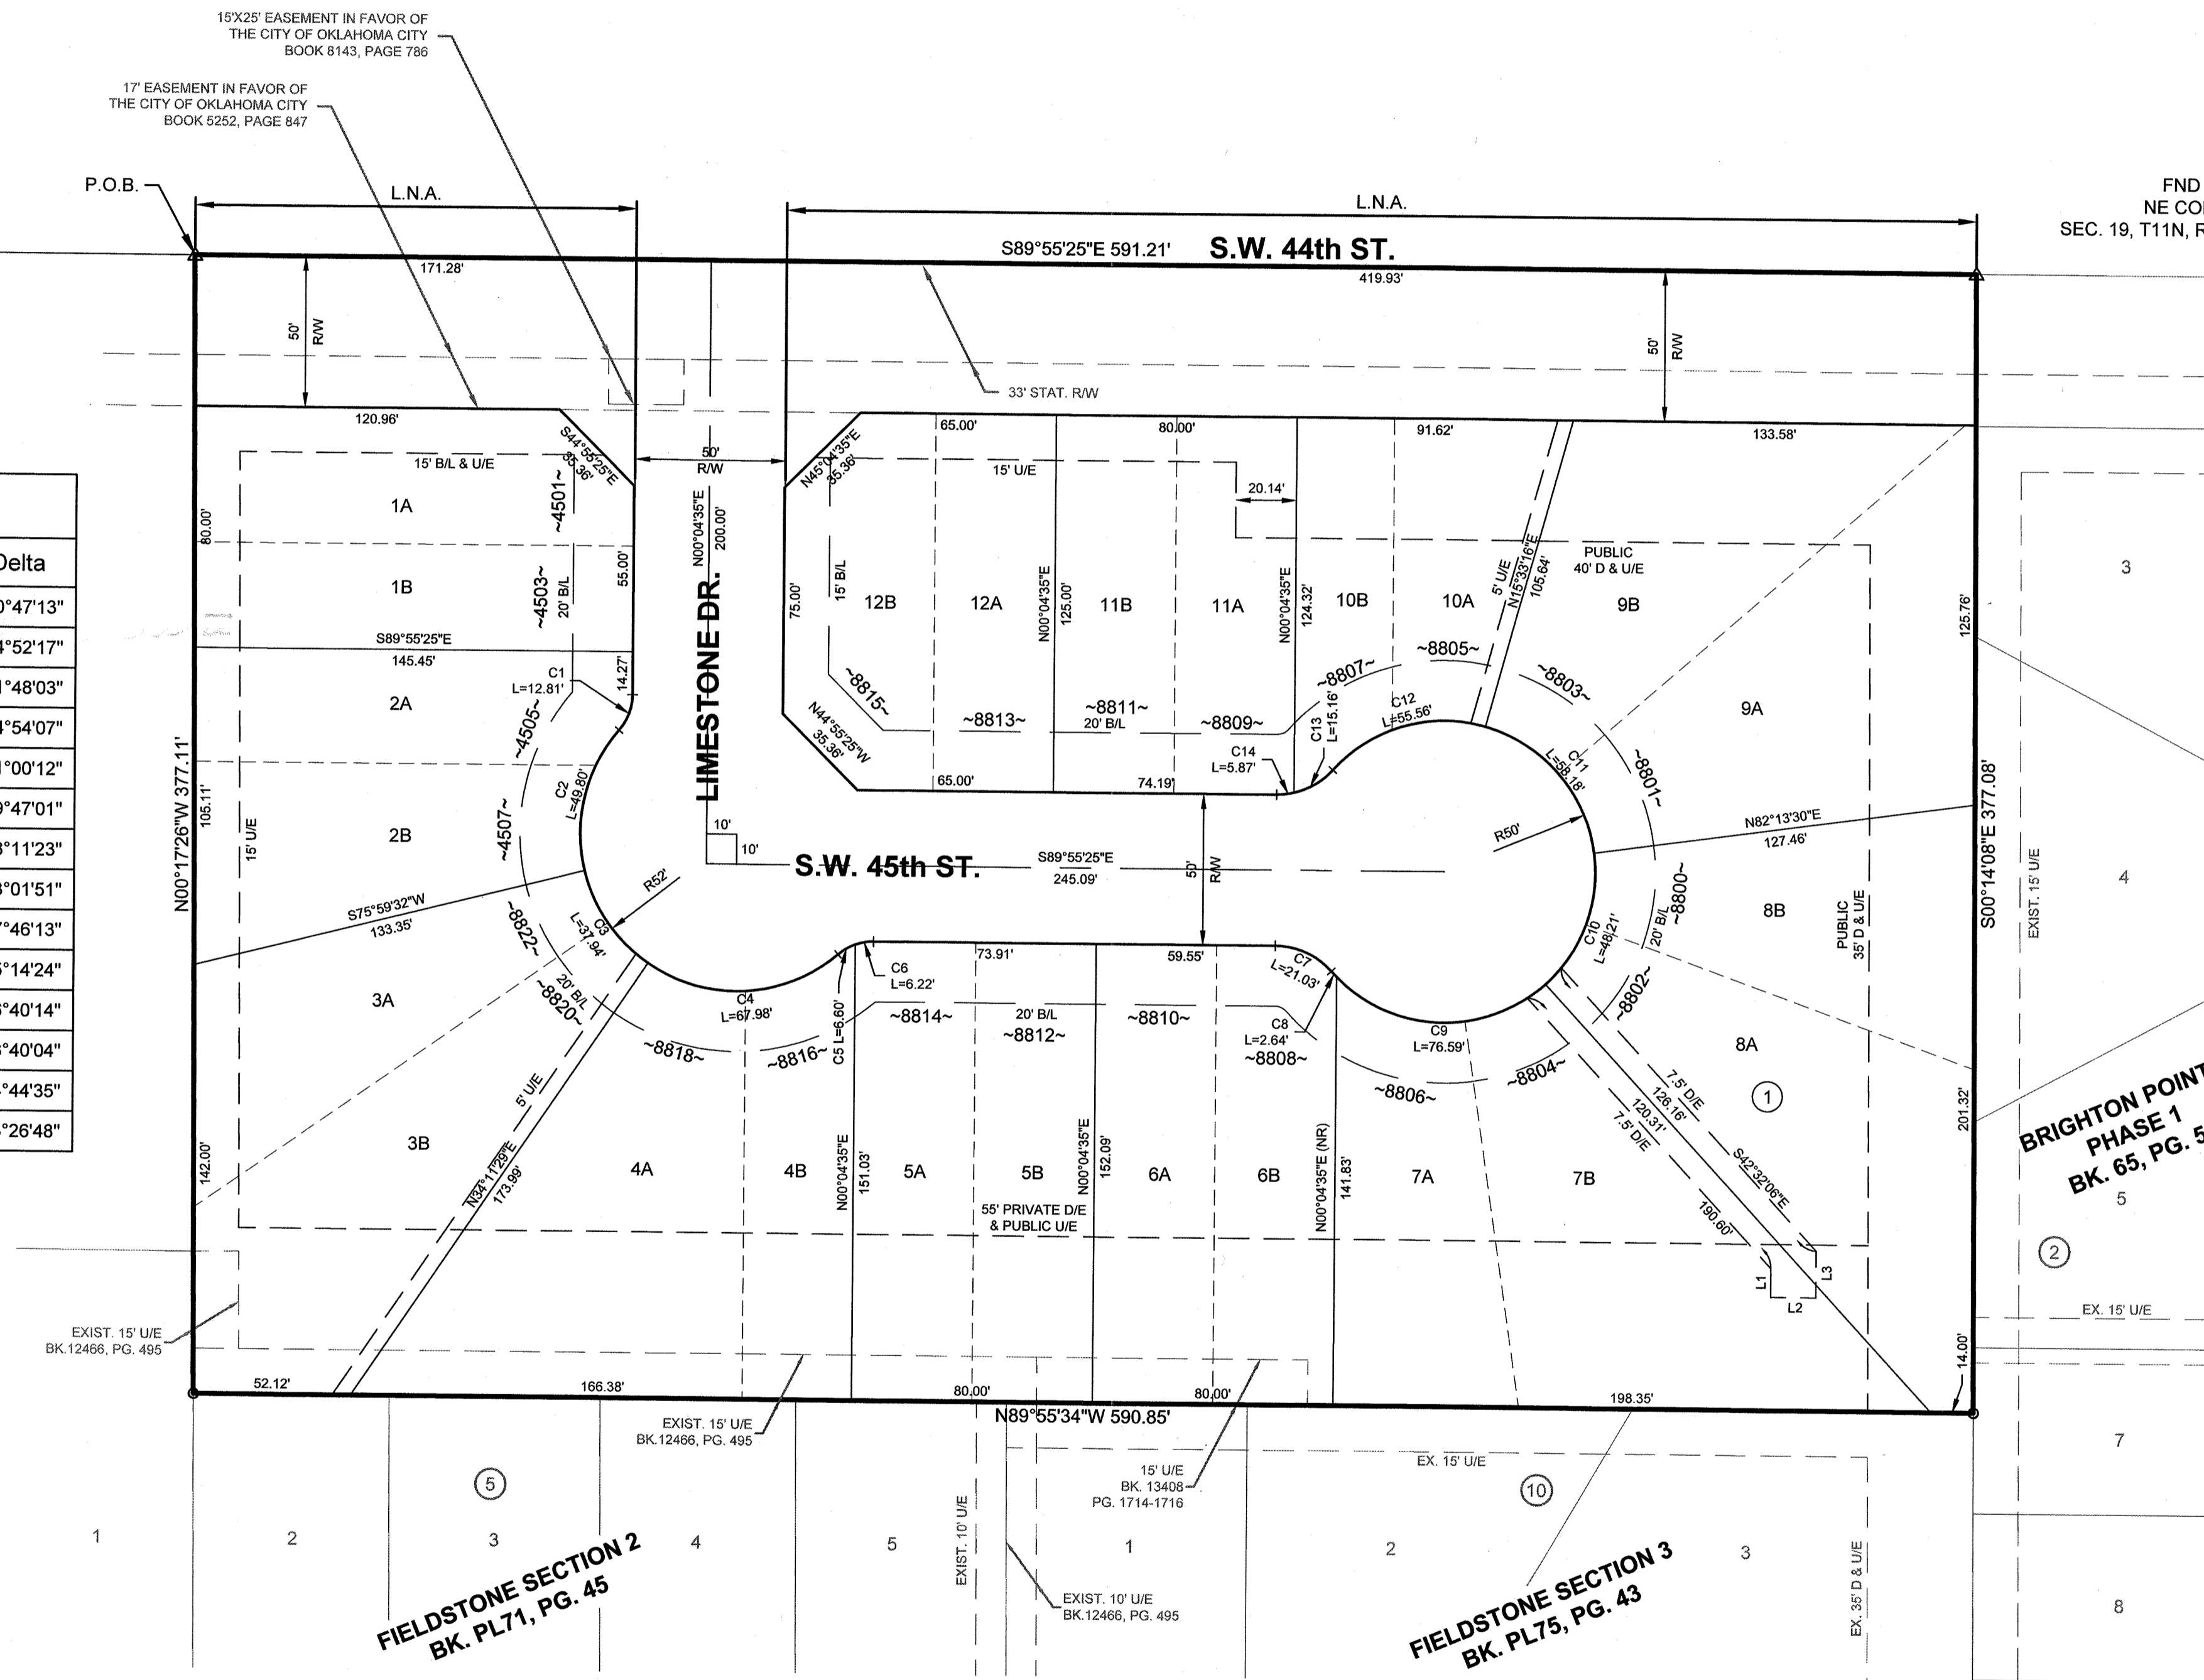 15'X25' EASEMENT IN FAVOR OF
THE CITY OF OKLAHOMA CITY
BOOK 8143, PAGE 786
17' EASEMENT IN FAVOR OF
THE CITY OF OKLAHOMA CITY
BOOK 5252, PAGE 847
P.O.B.
L.N.A.
L.N.A.
FND
SEC. 19, T11N,
S89°55'25"E 591.21'
S.W. 44th ST.
171.28'
419.93'
50'
R/W
50'
R/W
33' STAT. R/W
120.96'
S44°55'25"E
35.36'
50'
R/W
N45°04'35"E
35.36'
65.00'
80.00'
91.62'
133.58'
15' B/L & U/E
15' U/E
20.14'
1A
~4501~
80.00'
1B
~4503~
20' B/L
55.00'
S89°55'25"E
145.45'
14.27'
C1
L=12.81'
2A
~4505~
C2
L=49.80'
2B
~4507~
N00°17'26"W 377.11'
105.11'
15' U/E
S75°59'32"W
133.35'
R52'
C3
L=37.94'
~8822~
20' B/L
~8820~
3A
3B
142.00'
5' U/E
N34°11'29"E
173.99'
LIMESTONE DR.
N00°04'35"E
200.00'
75.00'
15' B/L
12B
12A
N00°04'35"E
125.00'
11B
11A
N00°04'35"E
124.32'
10B
10A
5' U/E
N15°33'16"E
105.64'
PUBLIC
40' D & U/E
9B
9A
125.76'
~8815~
N44°55'25"W
35.36'
~8813~
~8811~
20' B/L
~8809~
~8807~
~8805~
~8803~
~8801~
~8800~
~8802~
C14
L=5.87'
C13
L=15.16'
C12
L=55.56'
C11
L=58.18'
65.00'
74.19'
10'
10'
S.W. 45th ST.
S89°55'25"E
245.09'
50'
R/W
R50'
N82°13'30"E
127.46'
8B
PUBLIC
35' D & U/E
C10
L=48.21'
20' B/L
S00°14'08"E 377.08'
EXIST. 15' U/E
C4
L=67.98'
C5 L=6.60'
C6
L=6.22'
73.91'
59.55'
C7
L=21.03'
C8
L=2.64'
C9
L=76.59'
~8818~
~8816~
~8814~
20' B/L
~8812~
~8810~
~8808~
~8806~
~8804~
8A
1
7.5' D/E
126.16'
120.31'
7.5' D/E
S42°32'06"E
190.60'
201.32'
4A
4B
N00°04'35"E
151.03'
5A
5B
N00°04'35"E
152.09'
6A
6B
N00°04'35"E (NR)
141.83'
7A
7B
55' PRIVATE D/E
& PUBLIC U/E
L1
L2
L3
14.00'
EXIST. 15' U/E
BK.12466, PG. 495
52.12'
166.38'
80.00'
80.00'
198.35'
N89°55'34"W 590.85'
EXIST. 15' U/E
BK.12466, PG. 495
15' U/E
BK. 13408
PG. 1714-1716
EX. 15' U/E
5
10
1
2
3
4
5
1
2
3
EXIST. 10' U/E
EXIST. 10' U/E
BK.12466, PG. 495
EX. 35' D & U/E
FIELDSTONE SECTION 2
BK. PL71, PG. 45
FIELDSTONE SECTION 3
BK. PL75, PG. 43
BRIGHTON POINT
PHASE 1
BK. 65, PG. 5
2
EX. 15' U/E
3
4
5
7
8
Delta
°47'13"
°52'17"
°48'03"
°54'07"
°00'12"
°47'01"
°11'23"
°01'51"
°46'13"
°14'24"
°40'14"
°40'04"
°44'35"
°26'48"